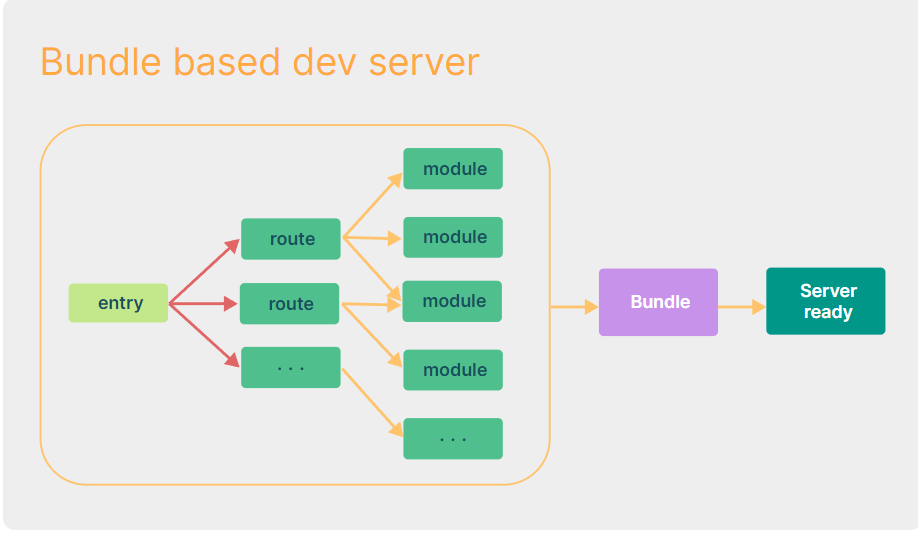 Bundle based dev server
entry
route
route
· · ·
module
module
module
module
· · ·
Bundle
Server
ready